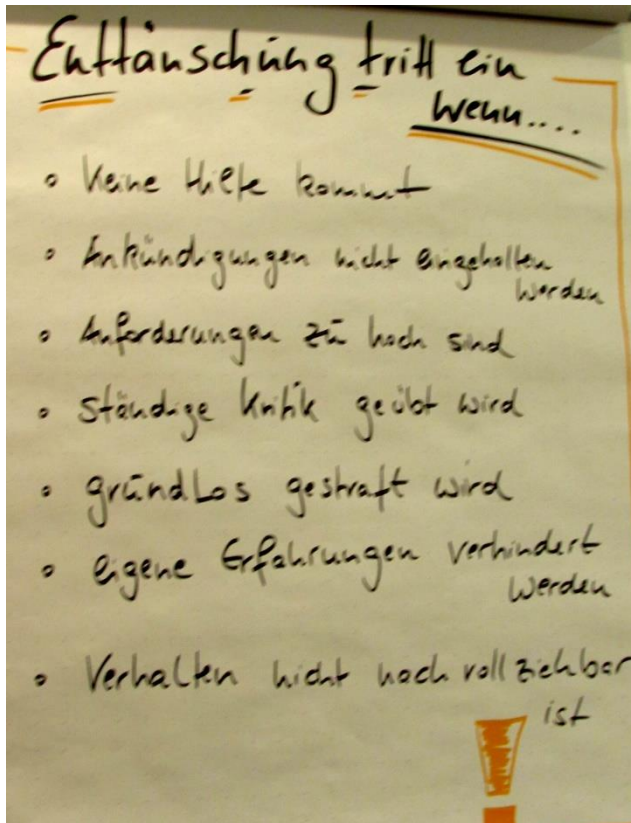 Enttäuschung tritt ein
wenn....
• Keine Hilfe kommt
• Ankündigungen nicht eingehalten
werden
• Anforderungen zu hoch sind
• Ständige Kritik geübt wird
• grundlos gestraft wird
• eigene Erfahrungen verhindert
werden
• Verhalten nicht nachvollziehbar
ist